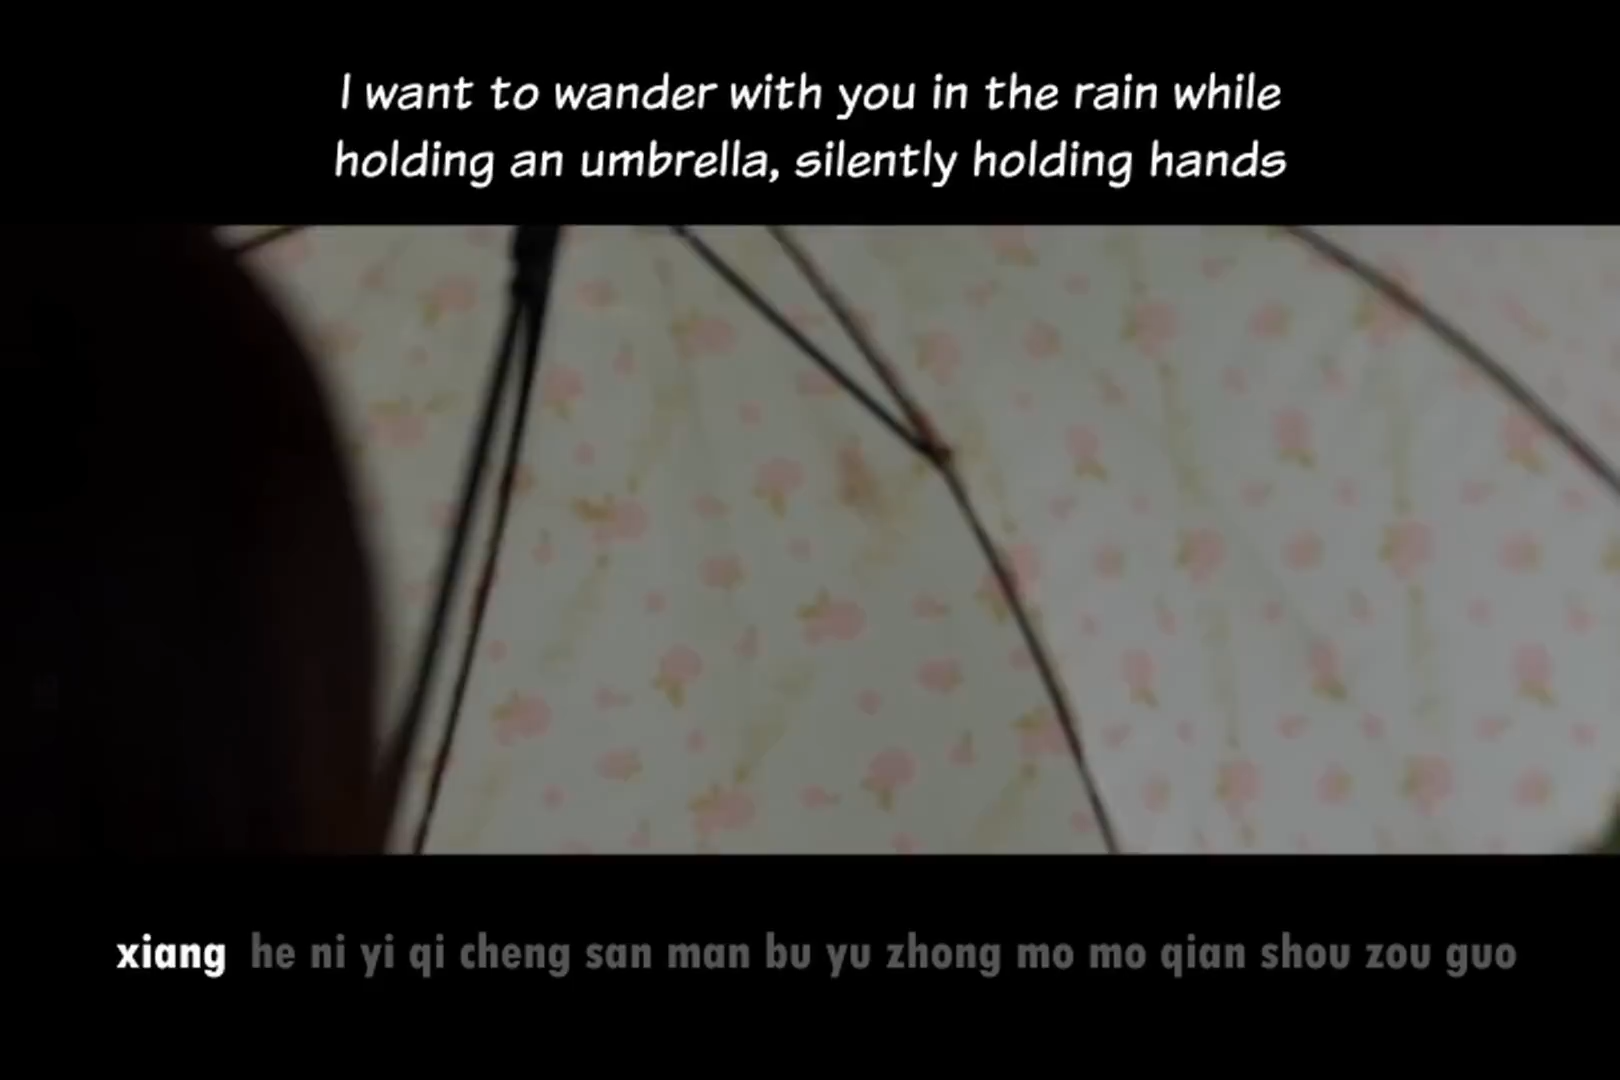 I want to wander with you in the rain while
holding an umbrella, silently holding hands
xiang he ni yi qi cheng san man bu yu zhong mo mo qian shou zou guo